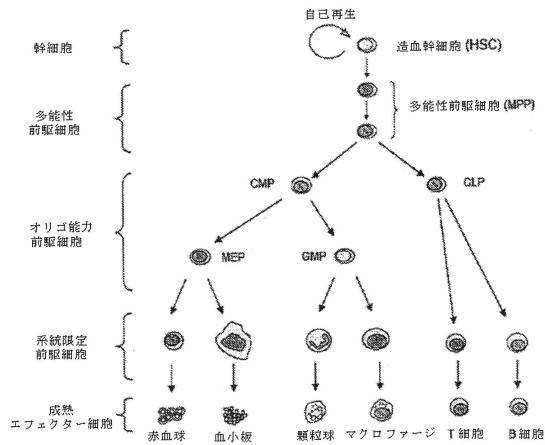 自己再生
幹細胞
造血幹細胞 (HSC)
多能性
前駆細胞
多能性前駆細胞 (MPP)
CMP
CLP
オリゴ能力
前駆細胞
MEP
GMP
系統限定
前駆細胞
成熟
エフェクター細胞
赤血球
血小板
顆粒球
マクロファージ
T 細胞
B 細胞